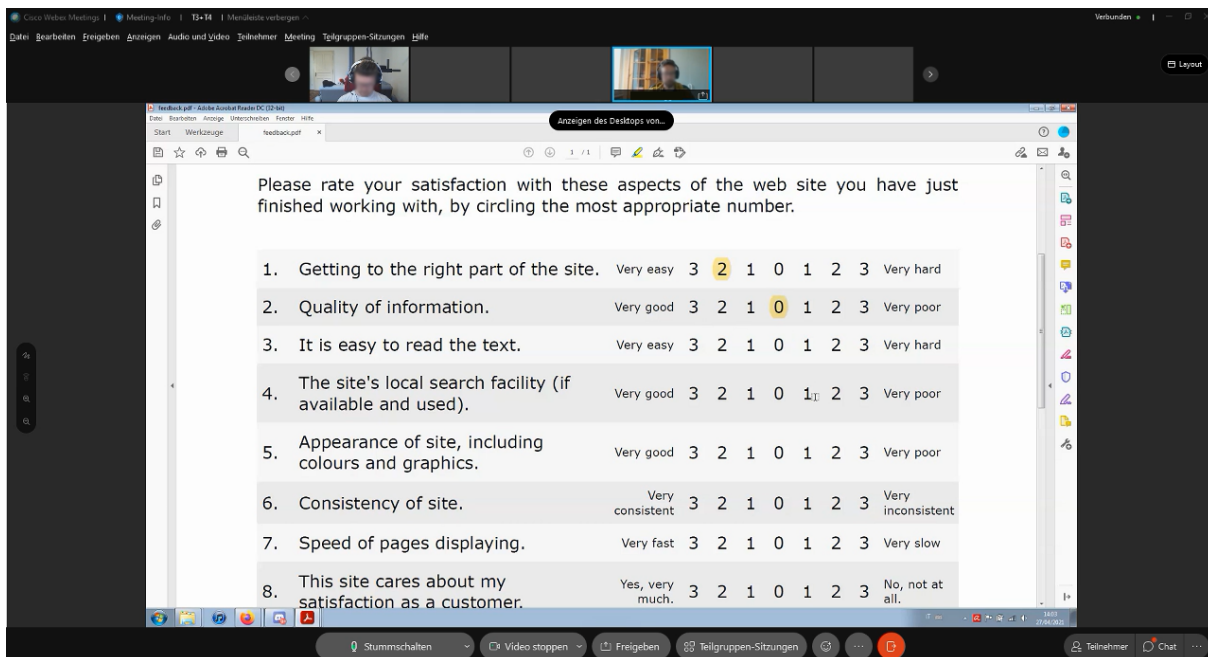 Cisco Webex Meetings | Meeting-Info | T3+T4 | Menüleiste verbergen
Verbunden
Datei Bearbeiten Freigeben Anzeigen Audio und Video Teilnehmer Meeting Teilgruppen-Sitzungen Hilfe
Layout
feedback.pdf - Adobe Acrobat Reader DC (32-bit)
Datei Bearbeiten Anzeige Unterschreiben Fenster Hilfe
Anzeigen des Desktops von...
Start Werkzeuge feedback.pdf
1 / 1
Please rate your satisfaction with these aspects of the web site you have just
finished working with, by circling the most appropriate number.
1. Getting to the right part of the site. Very easy 3 2 1 0 1 2 3 Very hard
2. Quality of information. Very good 3 2 1 0 1 2 3 Very poor
3. It is easy to read the text. Very easy 3 2 1 0 1 2 3 Very hard
4. The site's local search facility (if
available and used). Very good 3 2 1 0 1 2 3 Very poor
5. Appearance of site, including
colours and graphics. Very good 3 2 1 0 1 2 3 Very poor
6. Consistency of site. Very
consistent 3 2 1 0 1 2 3 Very
inconsistent
7. Speed of pages displaying. Very fast 3 2 1 0 1 2 3 Very slow
8. This site cares about my
satisfaction as a customer. Yes, very
much. 3 2 1 0 1 2 3 No, not at
all.
14:03
27/04/2021
Stummschalten Video stoppen Freigeben Teilgruppen-Sitzungen Teilnehmer Chat